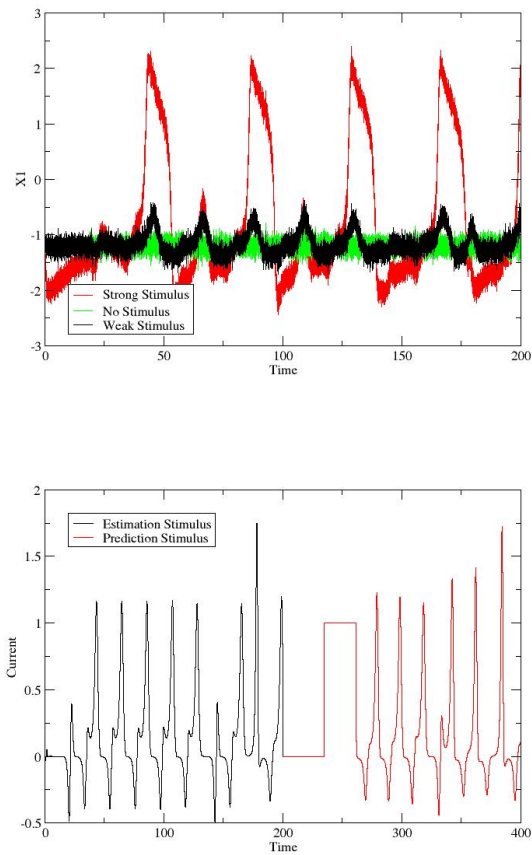 3
2
1
X1
0
-1
-2
Strong Stimulus
No Stimulus
Weak Stimulus
-3
0
50
100
150
200
Time
2
Estimation Stimulus
Prediction Stimulus
1.5
1
Current
0.5
0
-0.5
0
100
200
300
400
Time